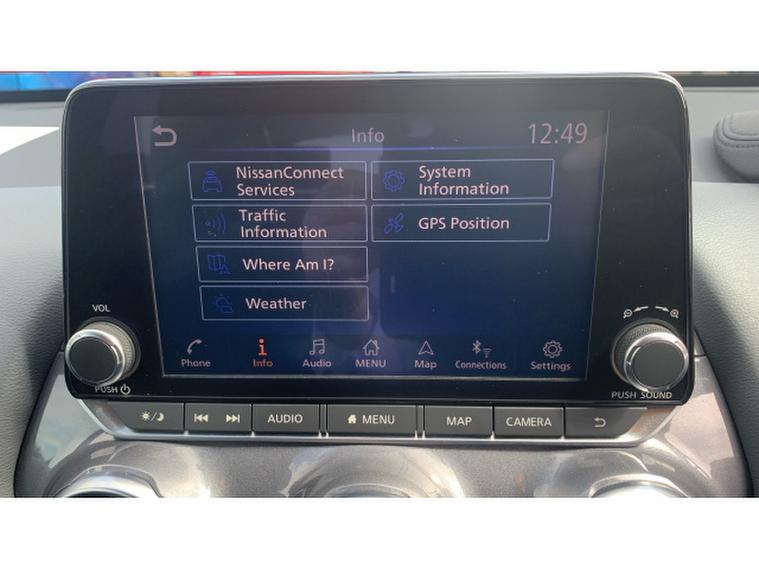 Info
12:49
NissanConnect
Services
System
Information
Traffic
Information
GPS Position
Where Am I?
Weather
Phone
Info
Audio
MENU
Map
Connections
Settings
VOL
PUSH
PUSH SOUND
AUDIO
MENU
MAP
CAMERA